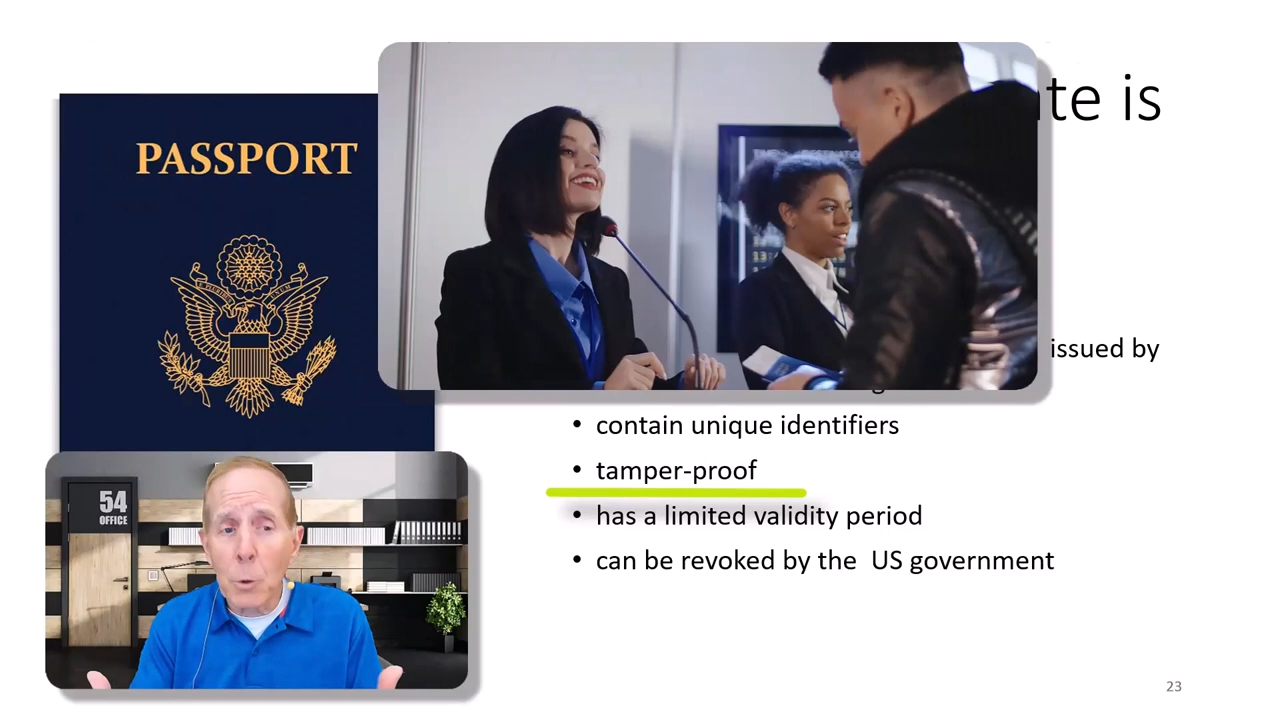 te is
PASSPORT
issued by
• contain unique identifiers
• tamper-proof
• has a limited validity period
• can be revoked by the  US government
54
OFFICE
23